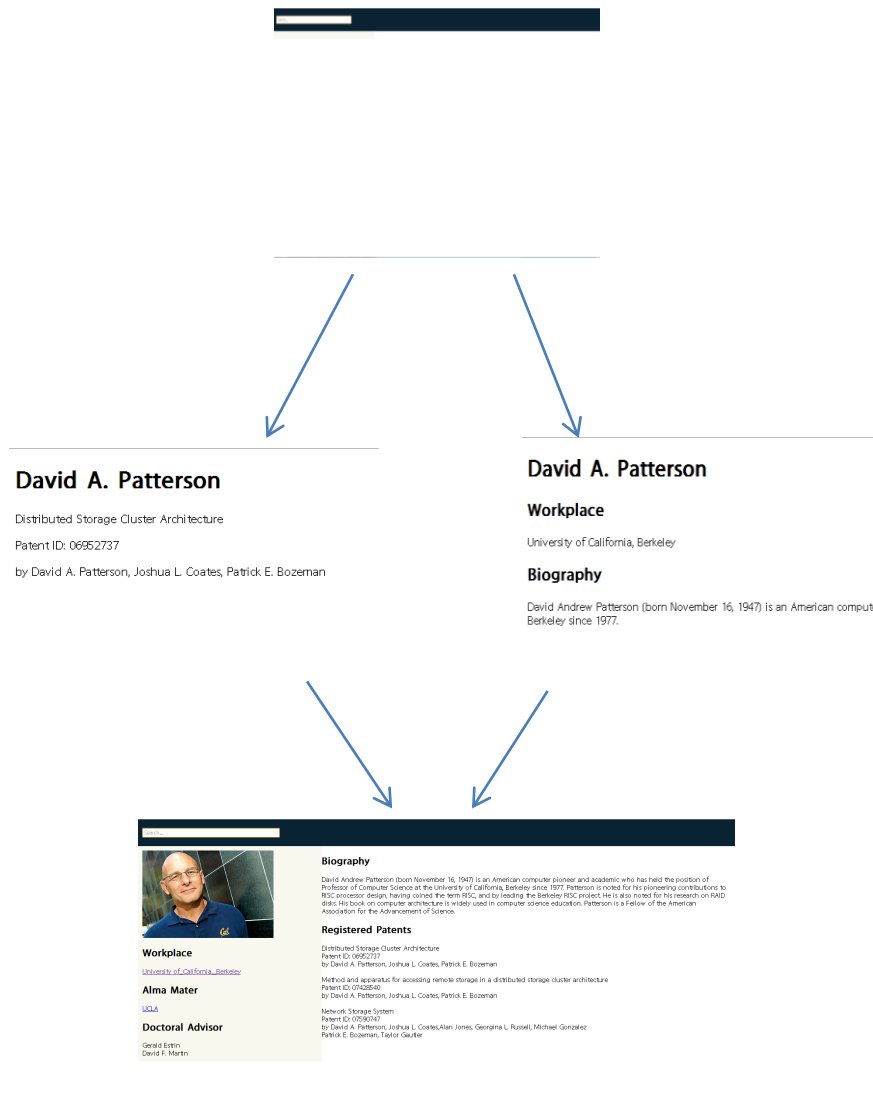 David A. Patterson
Distributed Storage Cluster Architecture
Patent ID: 06952737
by David A. Patterson, Joshua L. Coates, Patrick E. Bozeman
David A. Patterson
Workplace
University of California, Berkeley
Biography
David Andrew Patterson (born November 16, 1947) is an American comput
Berkeley since 1977.
Search...
Workplace
University_of_California,_Berkeley
Alma Mater
UCLA
Doctoral Advisor
Gerald Estrin
David F. Martin
Biography
David Andrew Patterson (born November 16, 1947) is an American computer pioneer and academic who has held the position of
Professor of Computer Science at the University of California, Berkeley since 1977. Patterson is noted for his pioneering contributions to
RISC processor design, having coined the term RISC, and by leading the Berkeley RISC project. He is also noted for his research on RAID
disks. His book on computer architecture is widely used in computer science education. Patterson is a Fellow of the American
Association for the Advancement of Science.
Registered Patents
Distributed Storage Cluster Architecture
Patent ID: 06952737
by David A. Patterson, Joshua L. Coates, Patrick E. Bozeman
Method and apparatus for accessing remote storage in a distributed storage cluster architecture
Patent ID: 07428540
by David A. Patterson, Joshua L. Coates, Patrick E. Bozeman
Network Storage System
Patent ID: 07590747
by David A. Patterson, Joshua L. Coates,Alan Jones, Georgina L. Russell, Michael Gonzalez
Patrick E. Bozeman, Taylor Gautier